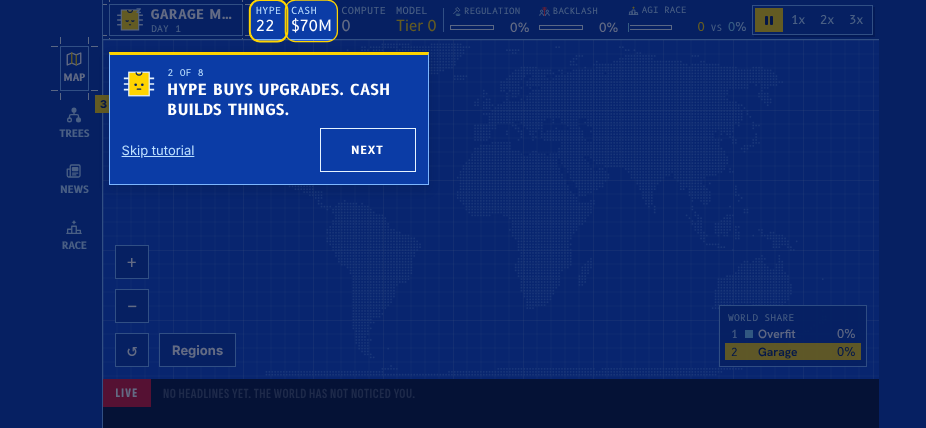 GARAGE M...
DAY 1
HYPE
22
CASH
$70M
COMPUTE
0
MODEL
Tier 0
REGULATION
0%
BACKLASH
0%
AGI RACE
0 VS 0%
1x 2x 3x
MAP
3
TREES
NEWS
RACE
2 OF 8
HYPE BUYS UPGRADES. CASH
BUILDS THINGS.
Skip tutorial
NEXT
+
−
↺
Regions
WORLD SHARE
1 Overfit 0%
2 Garage 0%
LIVE
NO HEADLINES YET. THE WORLD HAS NOT NOTICED YOU.